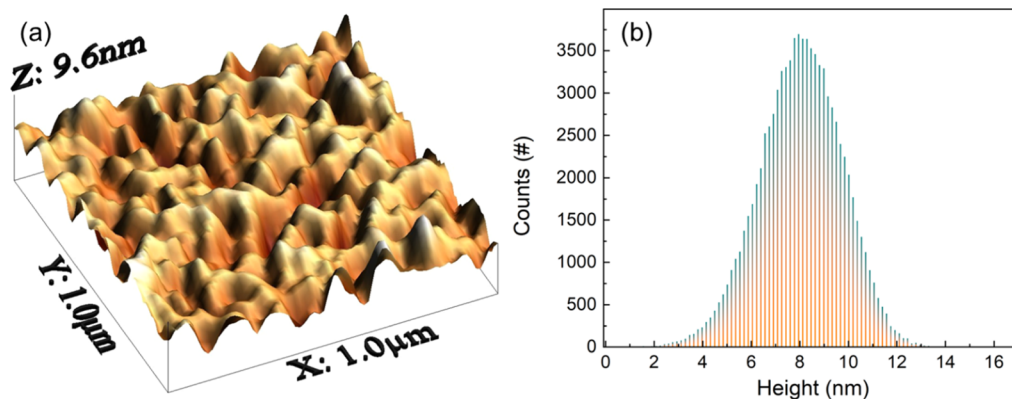 (a)
Z: 9.6nm
Y: 1.0µm
X: 1.0µm
(b)
Counts (#)
3500
3000
2500
2000
1500
1000
500
0
0 2 4 6 8 10 12 14 16
Height (nm)